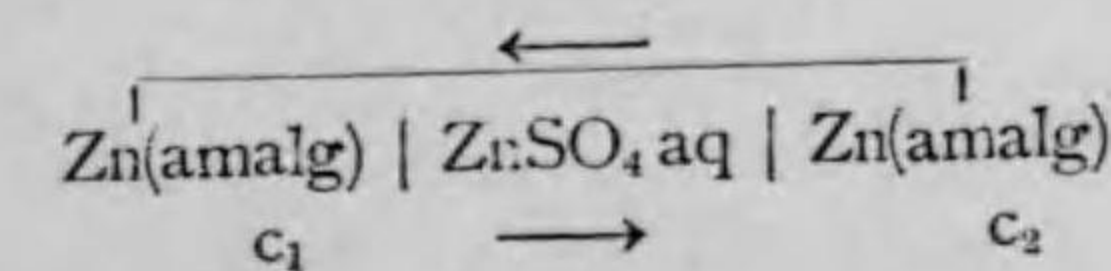 Zn(amalg) | ZnSO₄ aq | Zn(amalg)
c₁ c₂